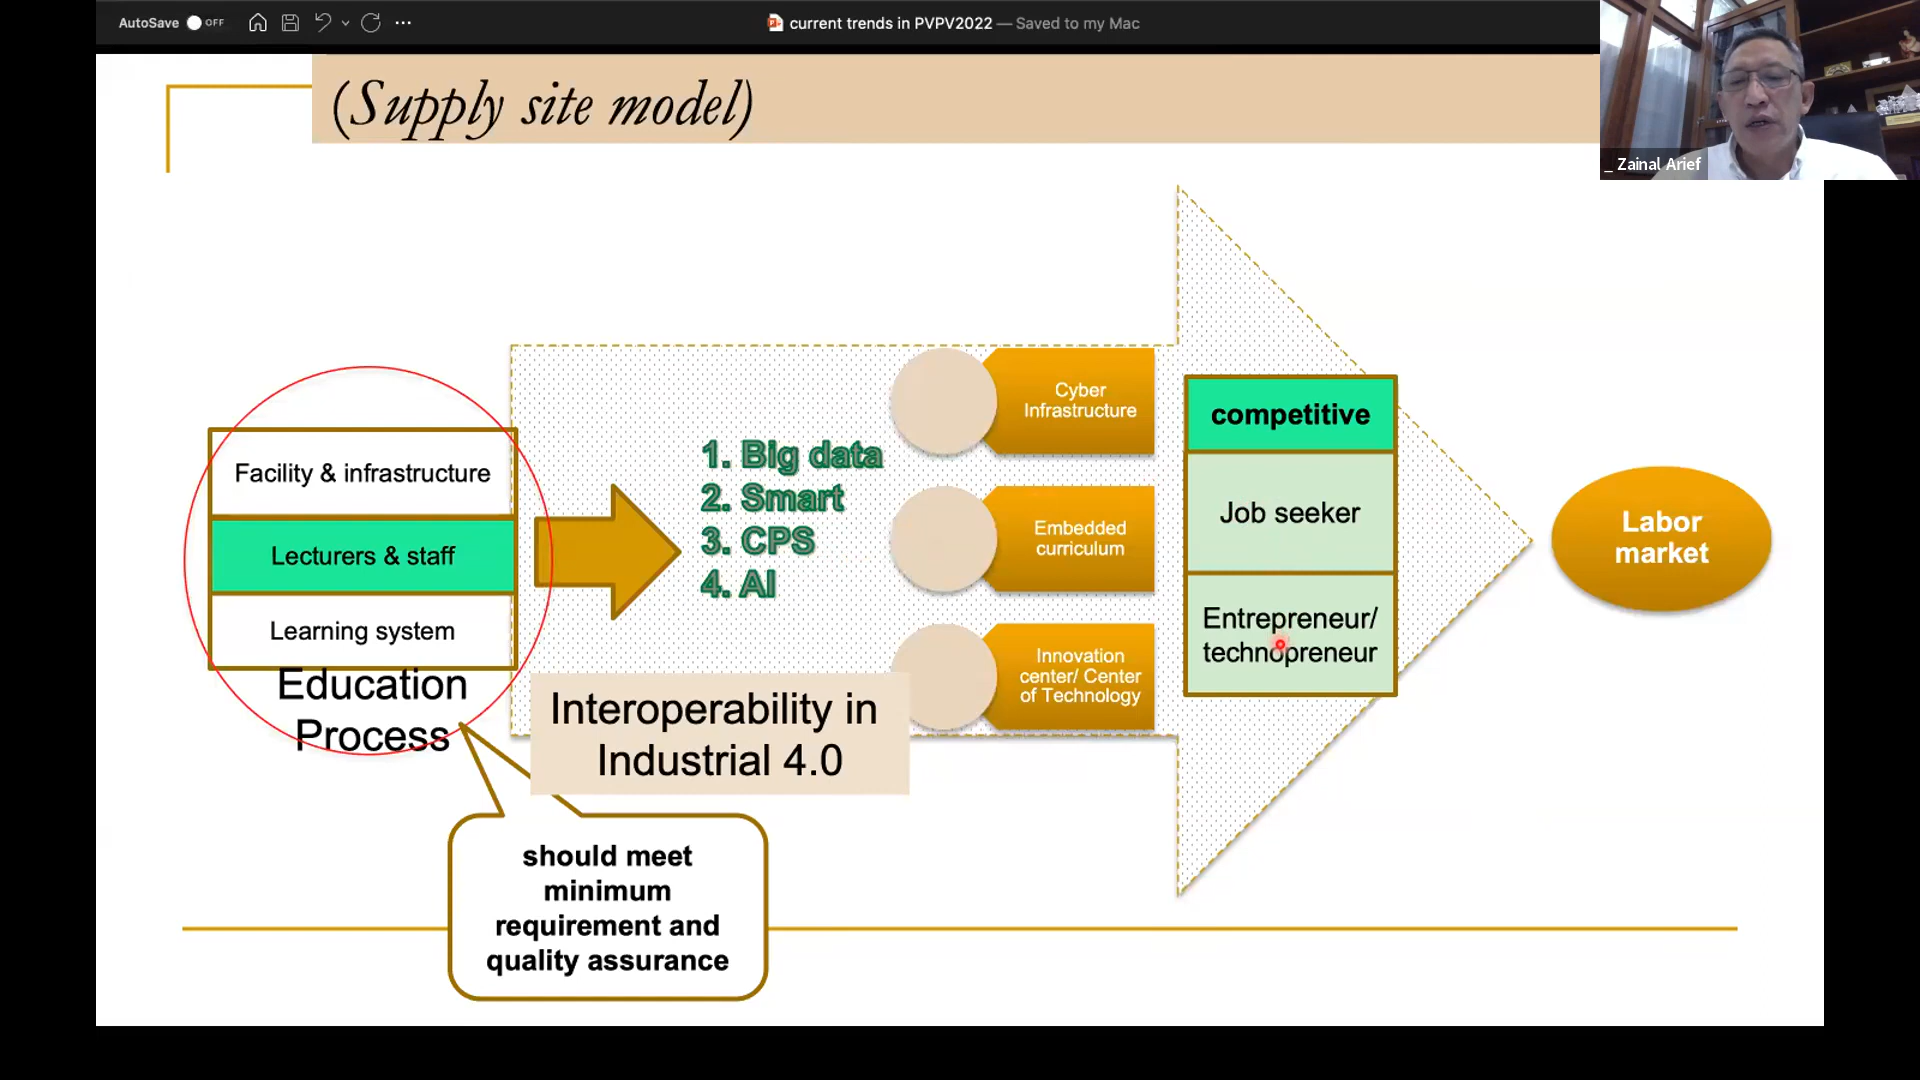 AutoSave OFF
current trends in PVPV2022 — Saved to my Mac
(Supply site model)
_ Zainal Arief
Facility & infrastructure
Lecturers & staff
Learning system
Education
Process
1. Big data
2. Smart
3. CPS
4. AI
Interoperability in
Industrial 4.0
should meet
minimum
requirement and
quality assurance
Cyber
Infrastructure
Embedded
curriculum
Innovation
center/ Center
of Technology
competitive
Job seeker
Entrepreneur/
technopreneur
Labor
market